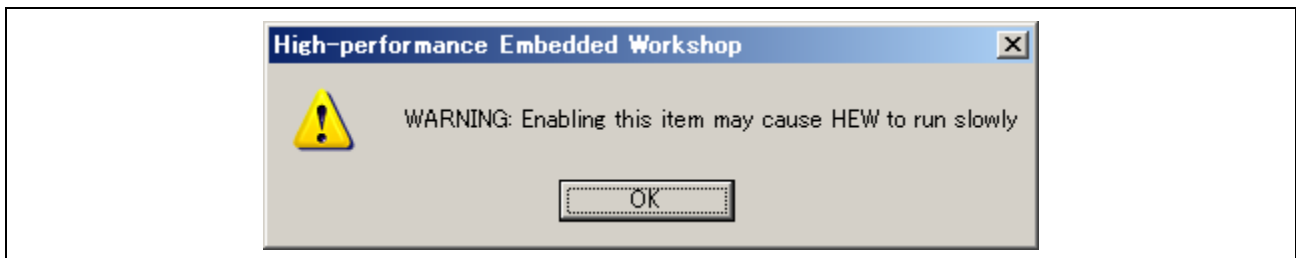 High-performance Embedded Workshop
WARNING: Enabling this item may cause HEW to run slowly
OK